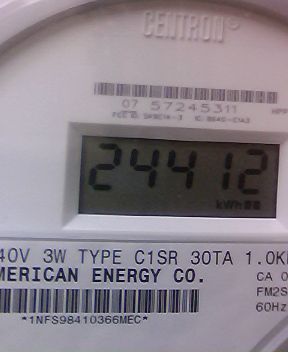 CENTRON®
07 57245311
24412
kWh
40V 3W TYPE C1SR 30TA 1.0K
MERICAN ENERGY CO.
CA 0
FM2S
60Hz
*1NFS98410366MEC*